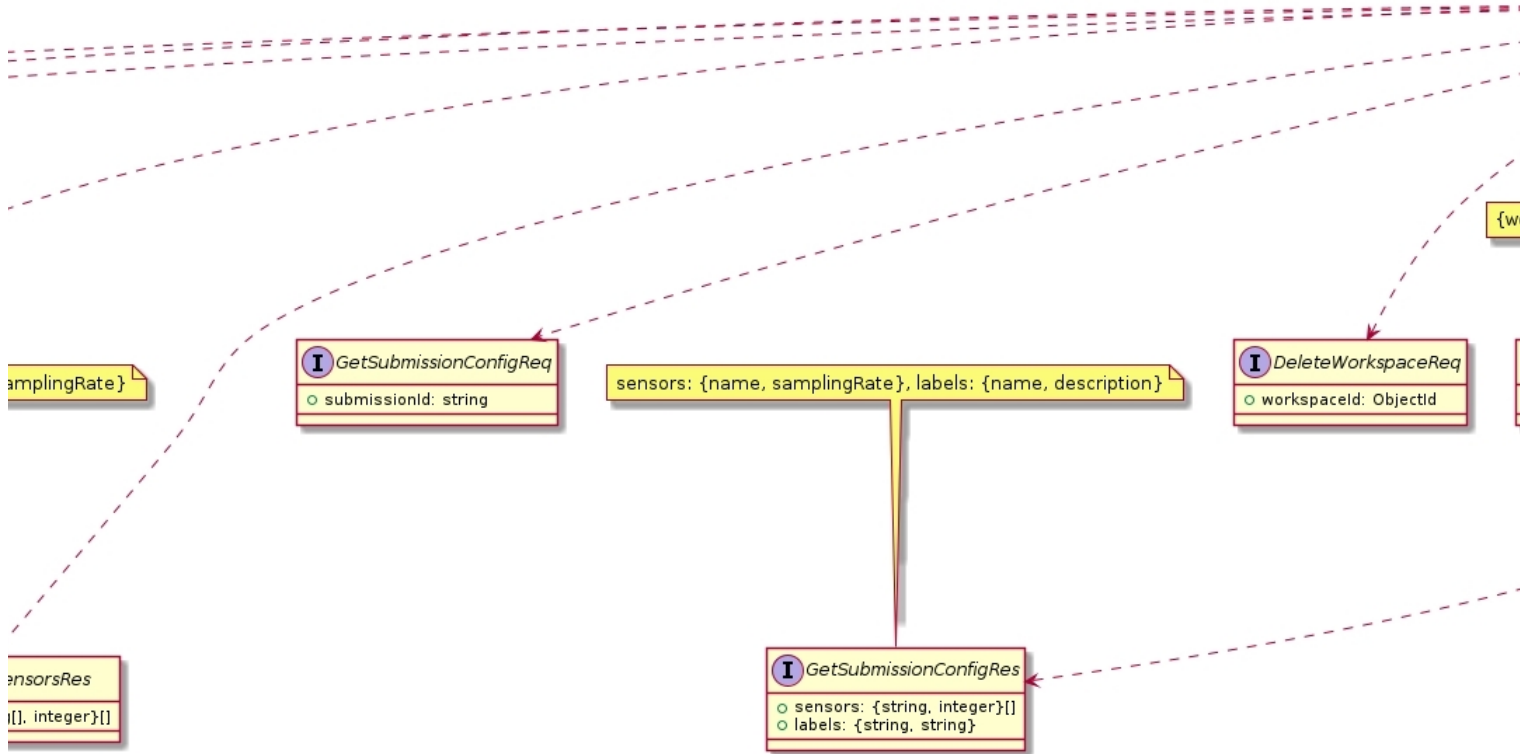 {w
I GetSubmissionConfigReq
submissionId: string
amplingRate}
sensors: {name, samplingRate}, labels: {name, description}
I DeleteWorkspaceReq
workspaceId: ObjectId
ensorsRes
[], integer}[]
I GetSubmissionConfigRes
sensors: {string, integer}[]
labels: {string, string}